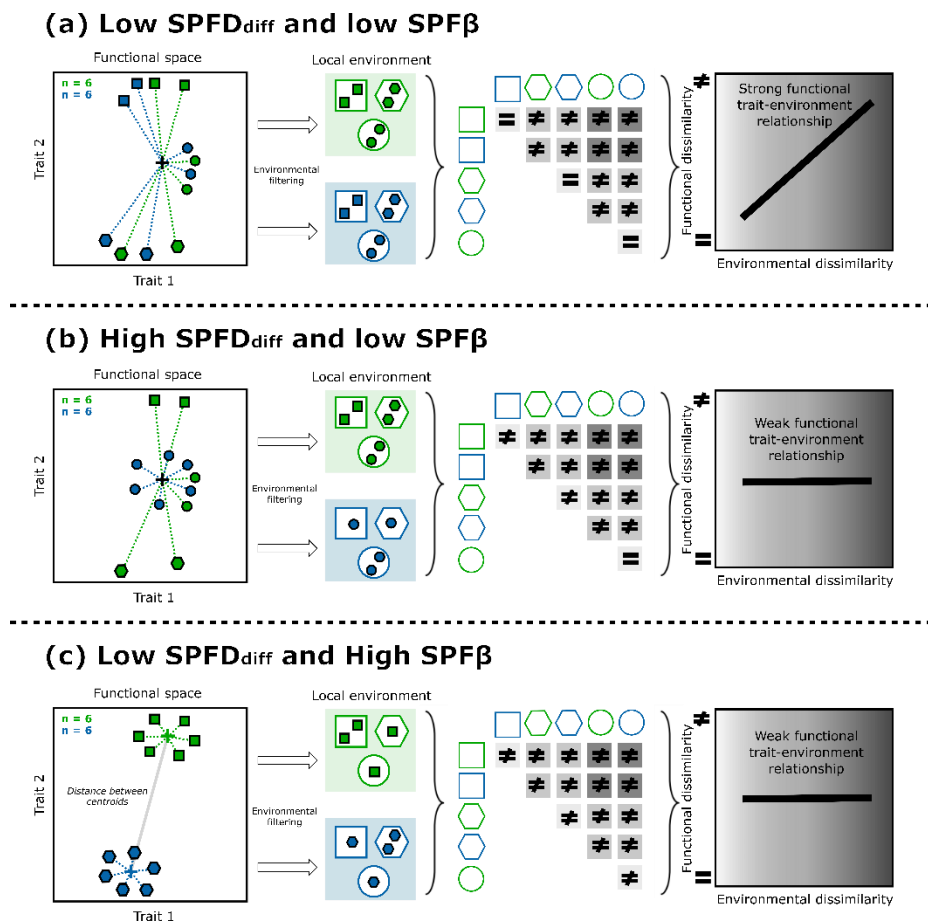 (a) Low SPFDdiff and low SPFβ
Functional space
Local environment
n = 6
n = 6
Trait 2
Trait 1
Environmental
filtering
= ≠ ≠ ≠ ≠
≠ ≠ ≠ ≠
= ≠ ≠
≠ ≠
=
≠
Functional dissimilarity
=
Strong functional
trait-environment
relationship
Environmental dissimilarity
(b) High SPFDdiff and low SPFβ
Functional space
Local environment
n = 6
n = 6
Trait 2
Trait 1
Environmental
filtering
≠ ≠ ≠ ≠ ≠
≠ ≠ ≠ ≠
≠ ≠ ≠
≠ ≠
=
≠
Functional dissimilarity
=
Weak functional
trait-environment
relationship
Environmental dissimilarity
(c) Low SPFDdiff and High SPFβ
Functional space
Local environment
n = 6
n = 6
Trait 2
Distance between
centroids
Trait 1
Environmental
filtering
≠ ≠ ≠ ≠ ≠
≠ ≠ ≠ ≠
≠ ≠ ≠
≠ ≠
≠
≠
Functional dissimilarity
=
Weak functional
trait-environment
relationship
Environmental dissimilarity